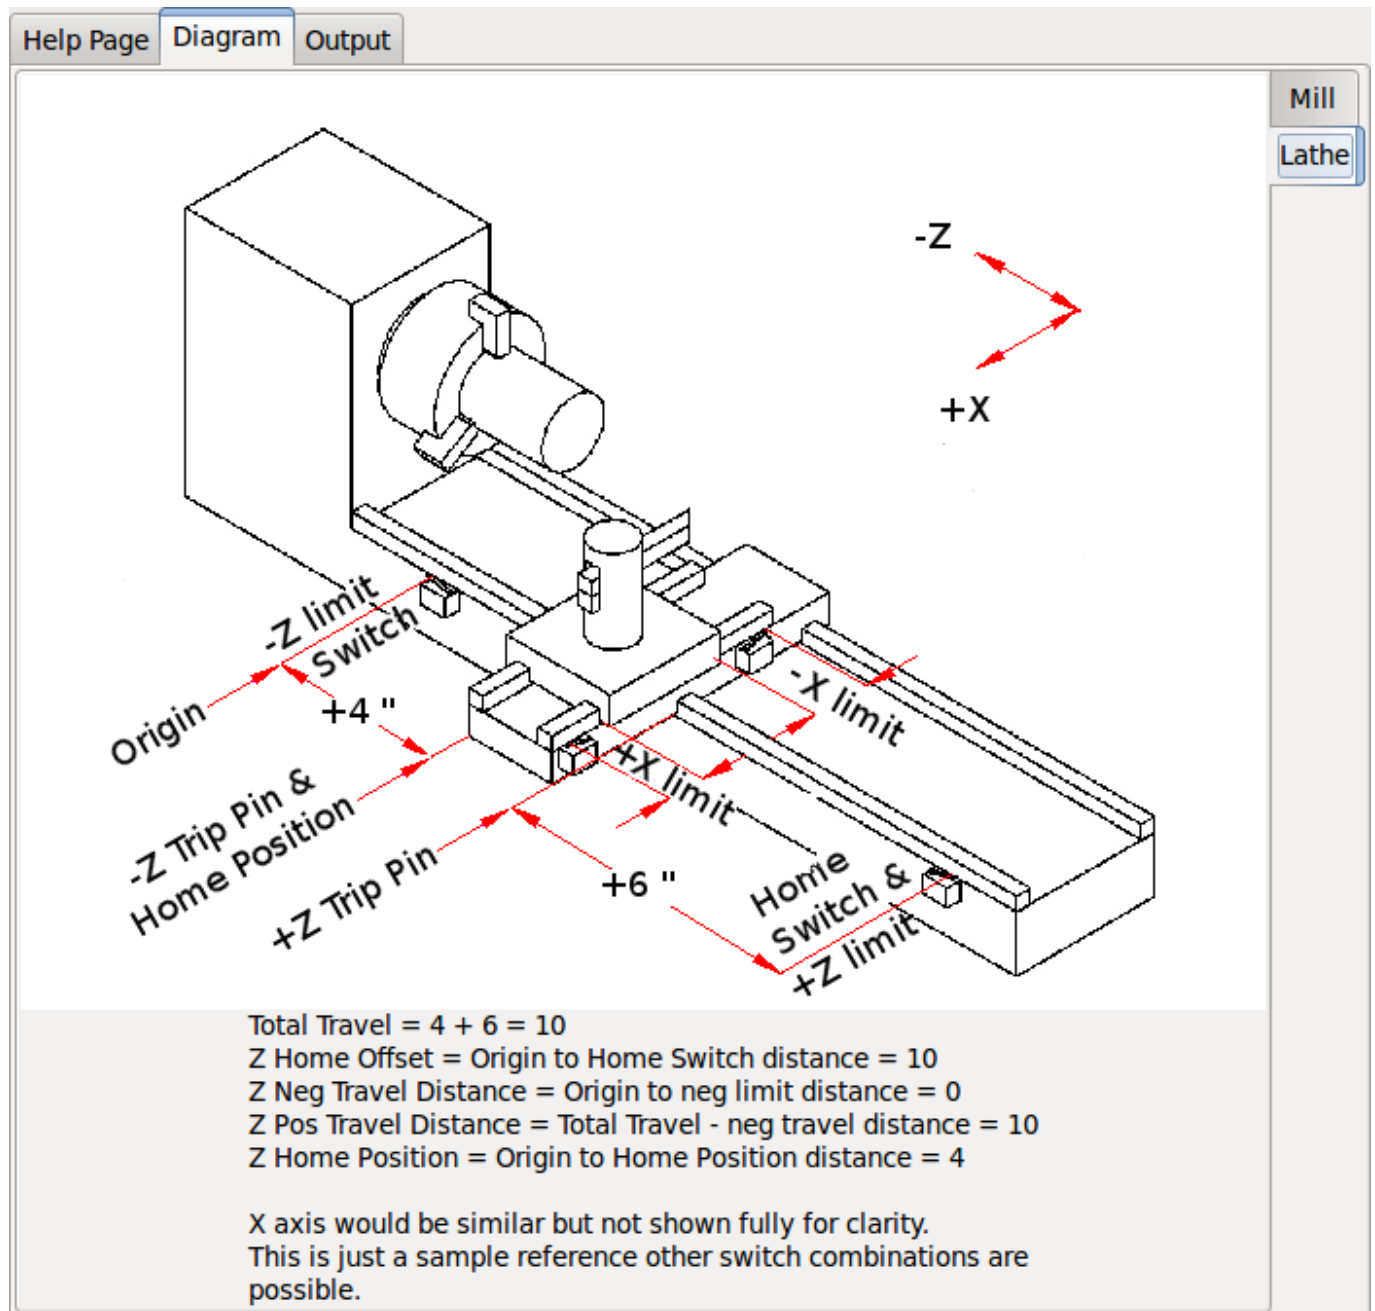 Help Page
Diagram
Output
Mill
Lathe
-Z
+X
-Z limit
Switch
Origin
+4 "
-X limit
+X limit
-Z Trip Pin &
Home Position
+Z Trip Pin
+6 "
Home
Switch &
+Z limit
Total Travel = 4 + 6 = 10
Z Home Offset = Origin to Home Switch distance = 10
Z Neg Travel Distance = Origin to neg limit distance = 0
Z Pos Travel Distance = Total Travel - neg travel distance = 10
Z Home Position = Origin to Home Position distance = 4
X axis would be similar but not shown fully for clarity.
This is just a sample reference other switch combinations are
possible.